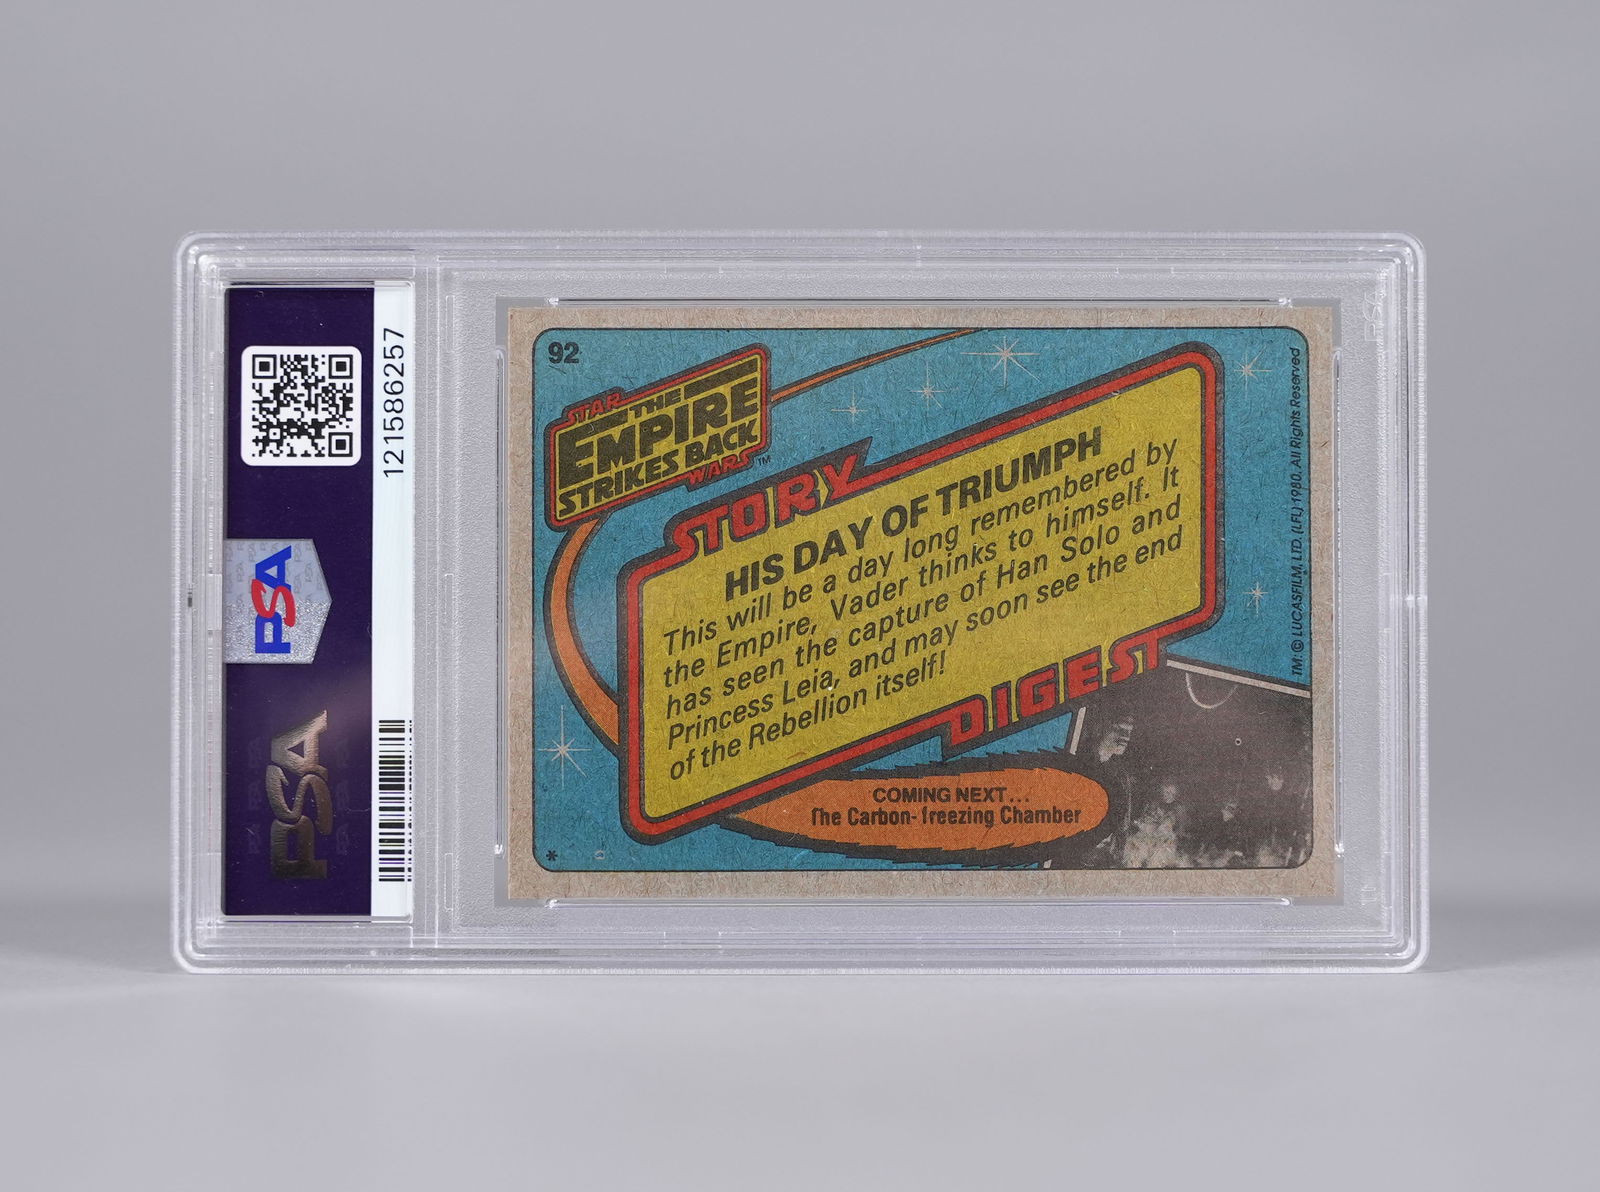 121586257
PSA
PSA
92
STAR
THE
EMPIRE
STRIKES BACK
WARS™
STORY
HIS DAY OF TRIUMPH
This will be a day long remembered by
the Empire, Vader thinks to himself. It
has seen the capture of Han Solo and
Princess Leia, and may soon see the end
of the Rebellion itself!
DIGEST
COMING NEXT...
The Carbon-freezing Chamber
*
TM: © LUCASFILM, LTD. (LFL) 1980. All Rights Reserved
PSA